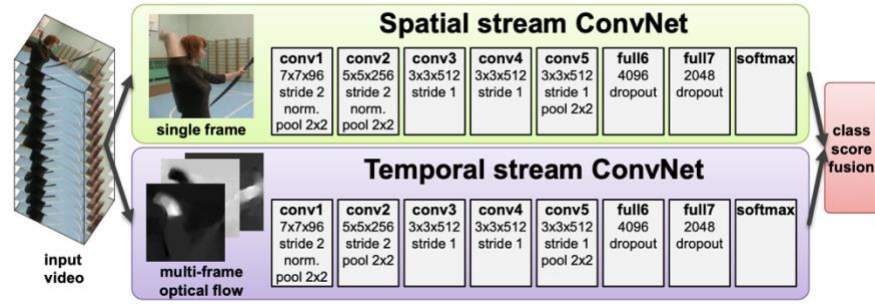 Spatial stream ConvNet
conv1
7x7x96
stride 2
norm.
pool 2x2
conv2
5x5x256
stride 2
norm.
pool 2x2
conv3
3x3x512
stride 1
conv4
3x3x512
stride 1
conv5
3x3x512
stride 1
pool 2x2
full6
4096
dropout
full7
2048
dropout
softmax
single frame
Temporal stream ConvNet
conv1
7x7x96
stride 2
norm.
pool 2x2
conv2
5x5x256
stride 2
pool 2x2
conv3
3x3x512
stride 1
conv4
3x3x512
stride 1
conv5
3x3x512
stride 1
pool 2x2
full6
4096
dropout
full7
2048
dropout
softmax
input
video
multi-frame
optical flow
class
score
fusion